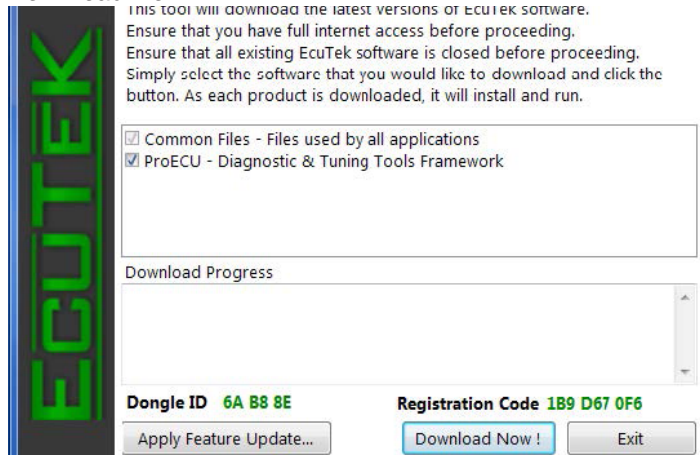 This tool will download the latest versions of EcuTek software.
Ensure that you have full internet access before proceeding.
Ensure that all existing EcuTek software is closed before proceeding.
Simply select the software that you would like to download and click the
button. As each product is downloaded, it will install and run.
ECUTEK
Common Files - Files used by all applications
ProECU - Diagnostic & Tuning Tools Framework
Download Progress
Dongle ID 6A B8 8E Registration Code 1B9 D67 0F6
Apply Feature Update... Download Now ! Exit